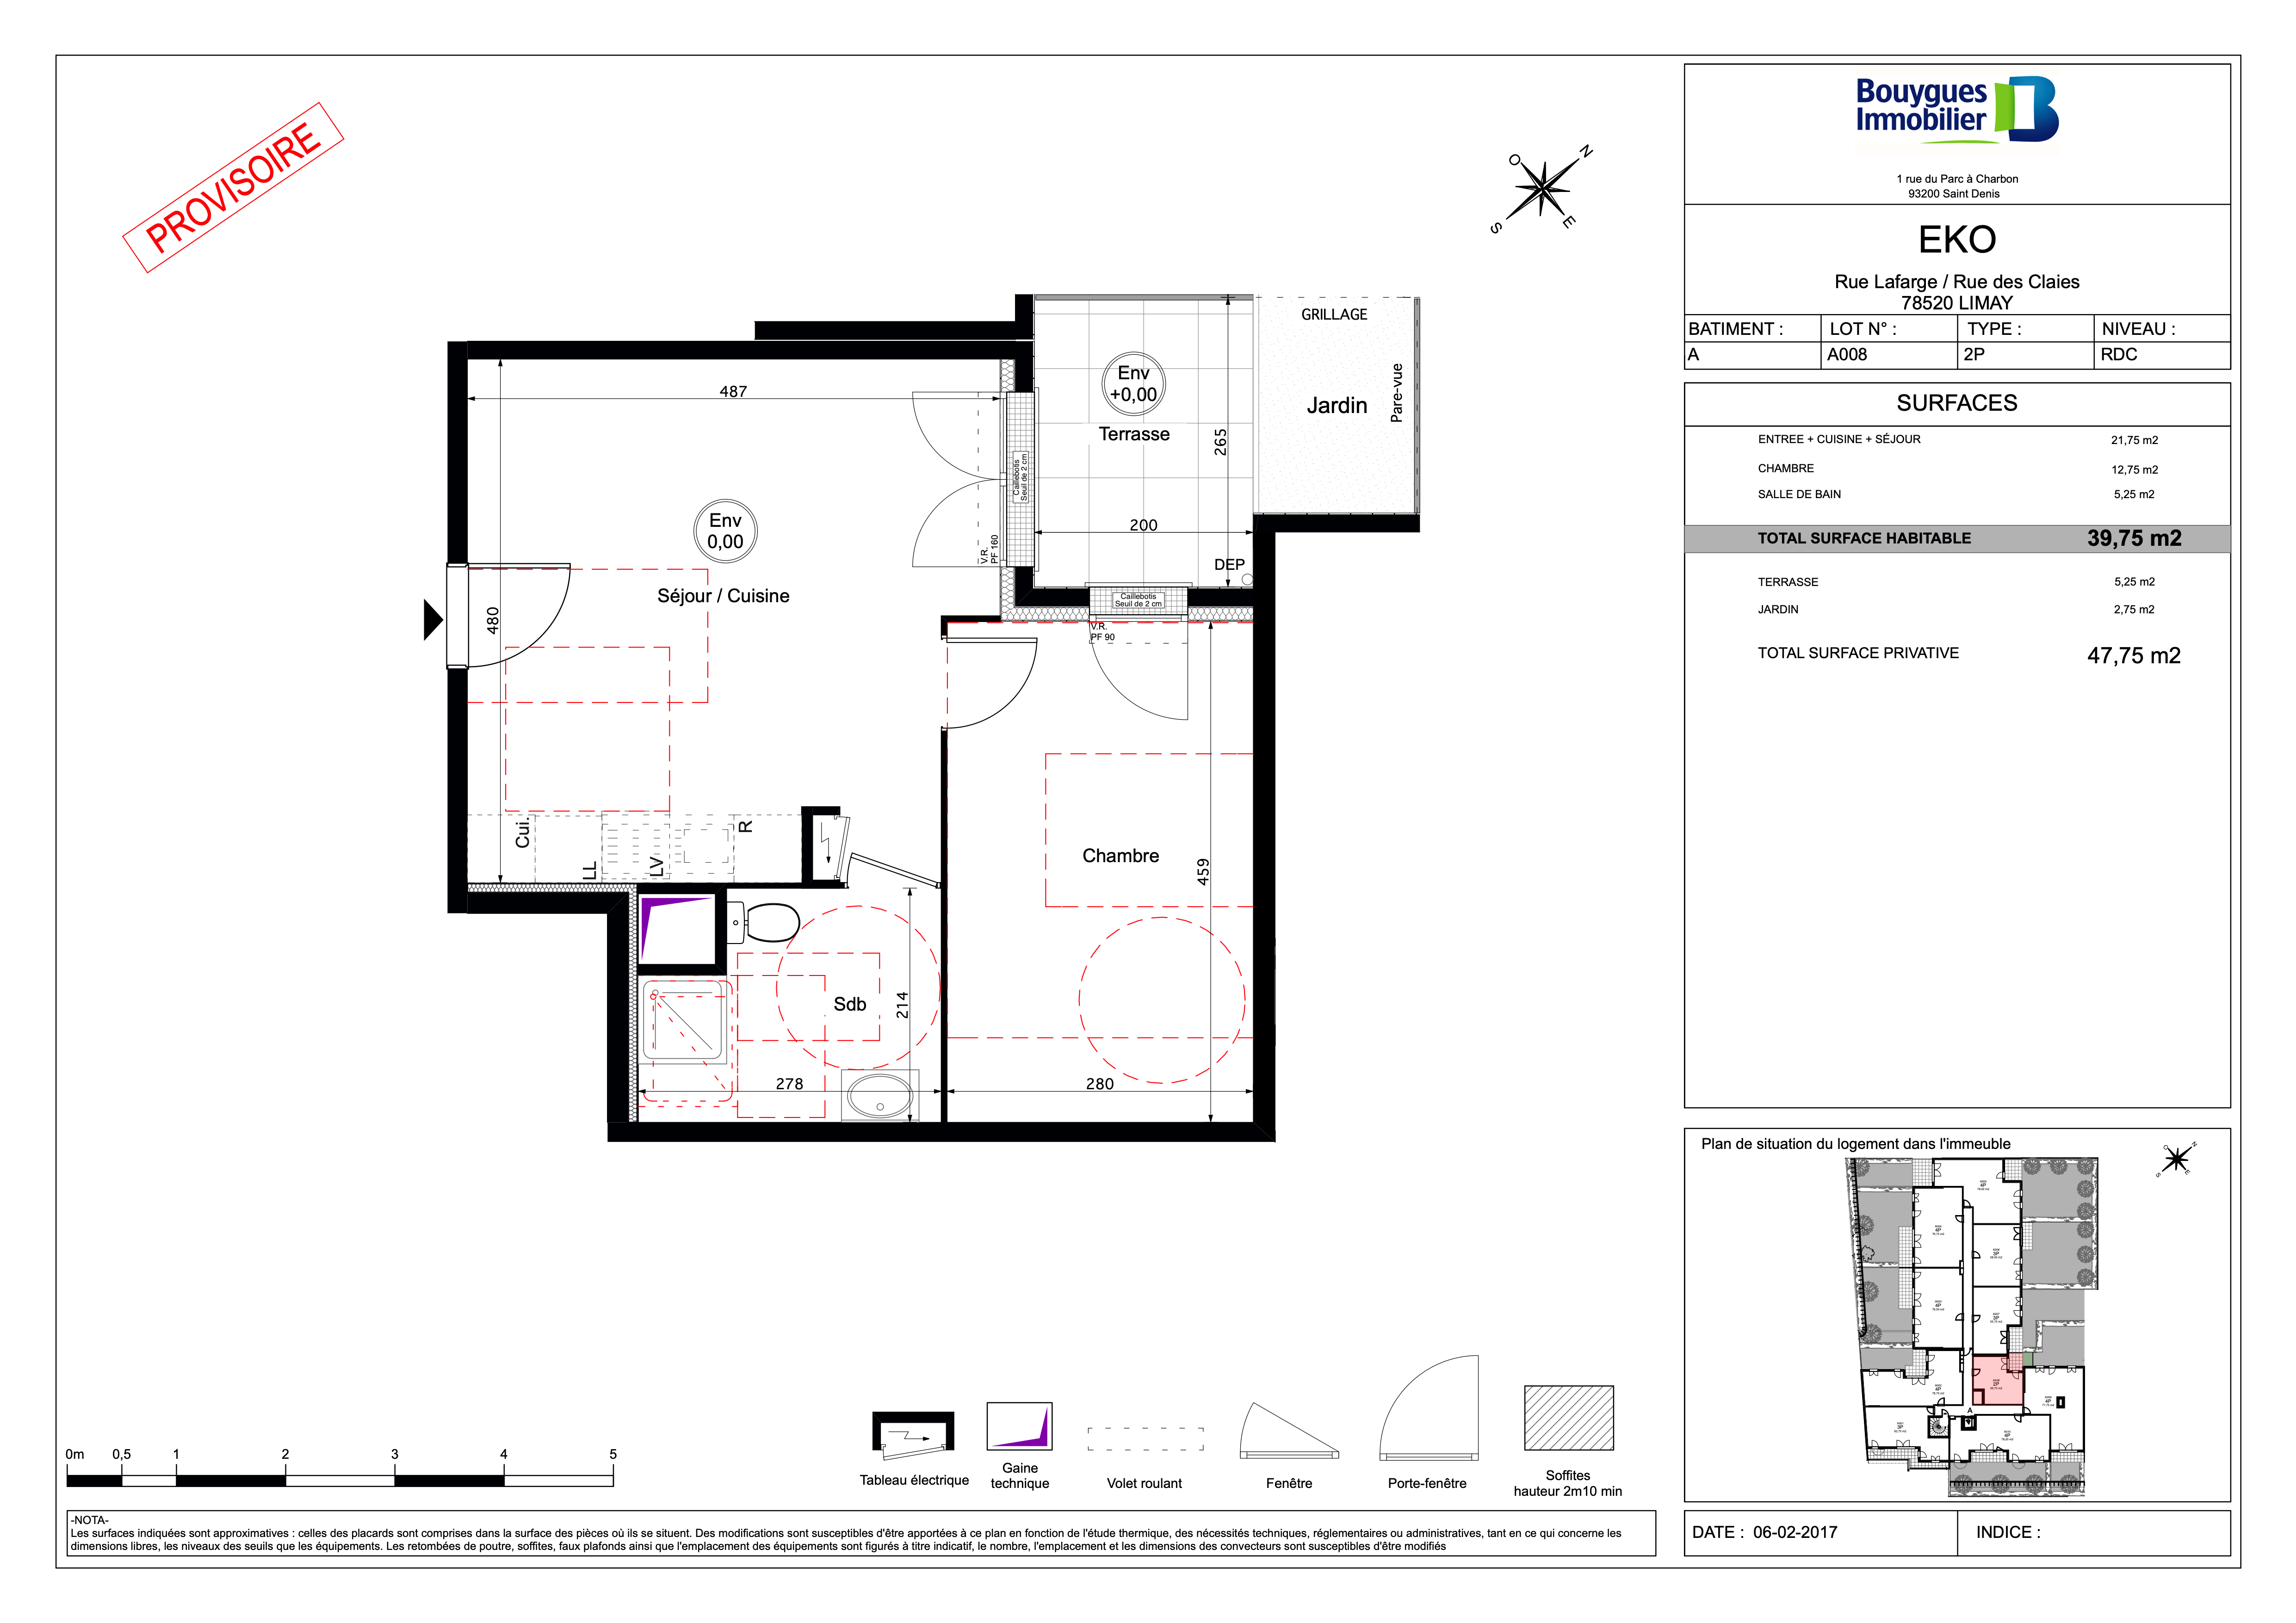 PROVISOIRE
O
N
S
E
GRILLAGE
Env
+0,00
Terrasse
Jardin
Pare-vue
487
265
200
DEP
Caillebotis
Seuil de 2 cm
V.R.
PF 160
Env
0,00
Séjour / Cuisine
480
Caillebotis
Seuil de 2 cm
V.R.
PF 90
Cui.
LL
LV
R
Chambre
459
Sdb
214
278
280
0m
0,5
1
2
3
4
5
Tableau électrique
Gaine
technique
Volet roulant
Fenêtre
Porte-fenêtre
Soffites
hauteur 2m10 min
-NOTA-
Les surfaces indiquées sont approximatives : celles des placards sont comprises dans la surface des pièces où ils se situent. Des modifications sont susceptibles d'être apportées à ce plan en fonction de l'étude thermique, des nécessités techniques, réglementaires ou administratives, tant en ce qui concerne les
dimensions libres, les niveaux des seuils que les équipements. Les retombées de poutre, soffites, faux plafonds ainsi que l'emplacement des équipements sont figurés à titre indicatif, le nombre, l'emplacement et les dimensions des convecteurs sont susceptibles d'être modifiés
Bouygues
Immobilier
1 rue du Parc à Charbon
93200 Saint Denis
EKO
Rue Lafarge / Rue des Claies
78520 LIMAY
BATIMENT : LOT N° : TYPE : NIVEAU :
A A008 2P RDC
SURFACES
ENTREE + CUISINE + SÉJOUR 21,75 m2
CHAMBRE 12,75 m2
SALLE DE BAIN 5,25 m2
TOTAL SURFACE HABITABLE 39,75 m2
TERRASSE 5,25 m2
JARDIN 2,75 m2
TOTAL SURFACE PRIVATIVE 47,75 m2
Plan de situation du logement dans l'immeuble
O
N
S
E
4P
4P
3P
4P
3P
4P
2P
4P
3P
A
DATE : 06-02-2017 INDICE :